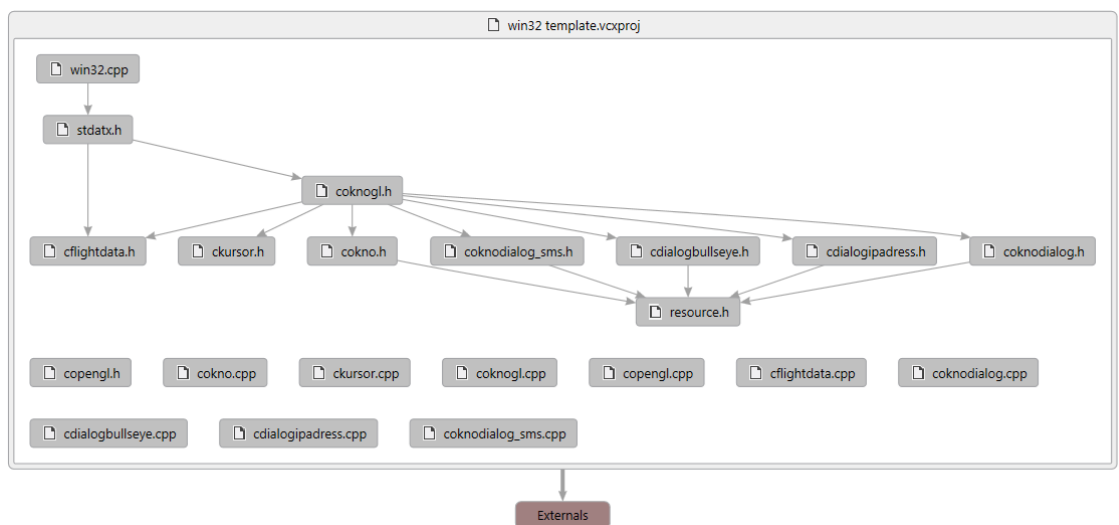 win32 template.vcxproj
win32.cpp
stdatx.h
coknogl.h
cflightdata.h
ckursor.h
cokno.h
coknodialog_sms.h
cdialogbullseye.h
cdialogipadress.h
coknodialog.h
resource.h
copengl.h
cokno.cpp
ckursor.cpp
coknogl.cpp
copengl.cpp
cflightdata.cpp
coknodialog.cpp
cdialogbullseye.cpp
cdialogipadress.cpp
coknodialog_sms.cpp
Externals